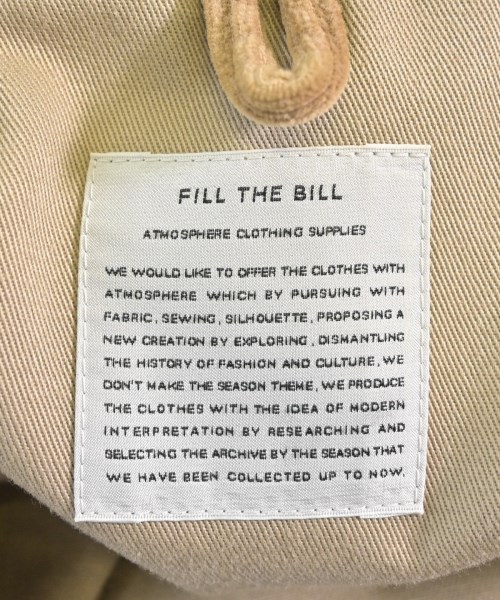 FILL THE BILL
ATMOSPHERE CLOTHING SUPPLIES
WE WOULD LIKE TO OFFER THE CLOTHES WITH
ATMOSPHERE WHICH BY PURSUING WITH
FABRIC, SEWING, SILHOUETTE, PROPOSING A
NEW CREATION BY EXPLORING, DISMANTLING
THE HISTORY OF FASHION AND CULTURE, WE
DON'T MAKE THE SEASON THEME, WE PRODUCE
THE CLOTHES WITH THE IDEA OF MODERN
INTERPRETATION BY RESEARCHING AND
SELECTING THE ARCHIVE BY THE SEASON THAT
WE HAVE BEEN COLLECTED UP TO NOW.